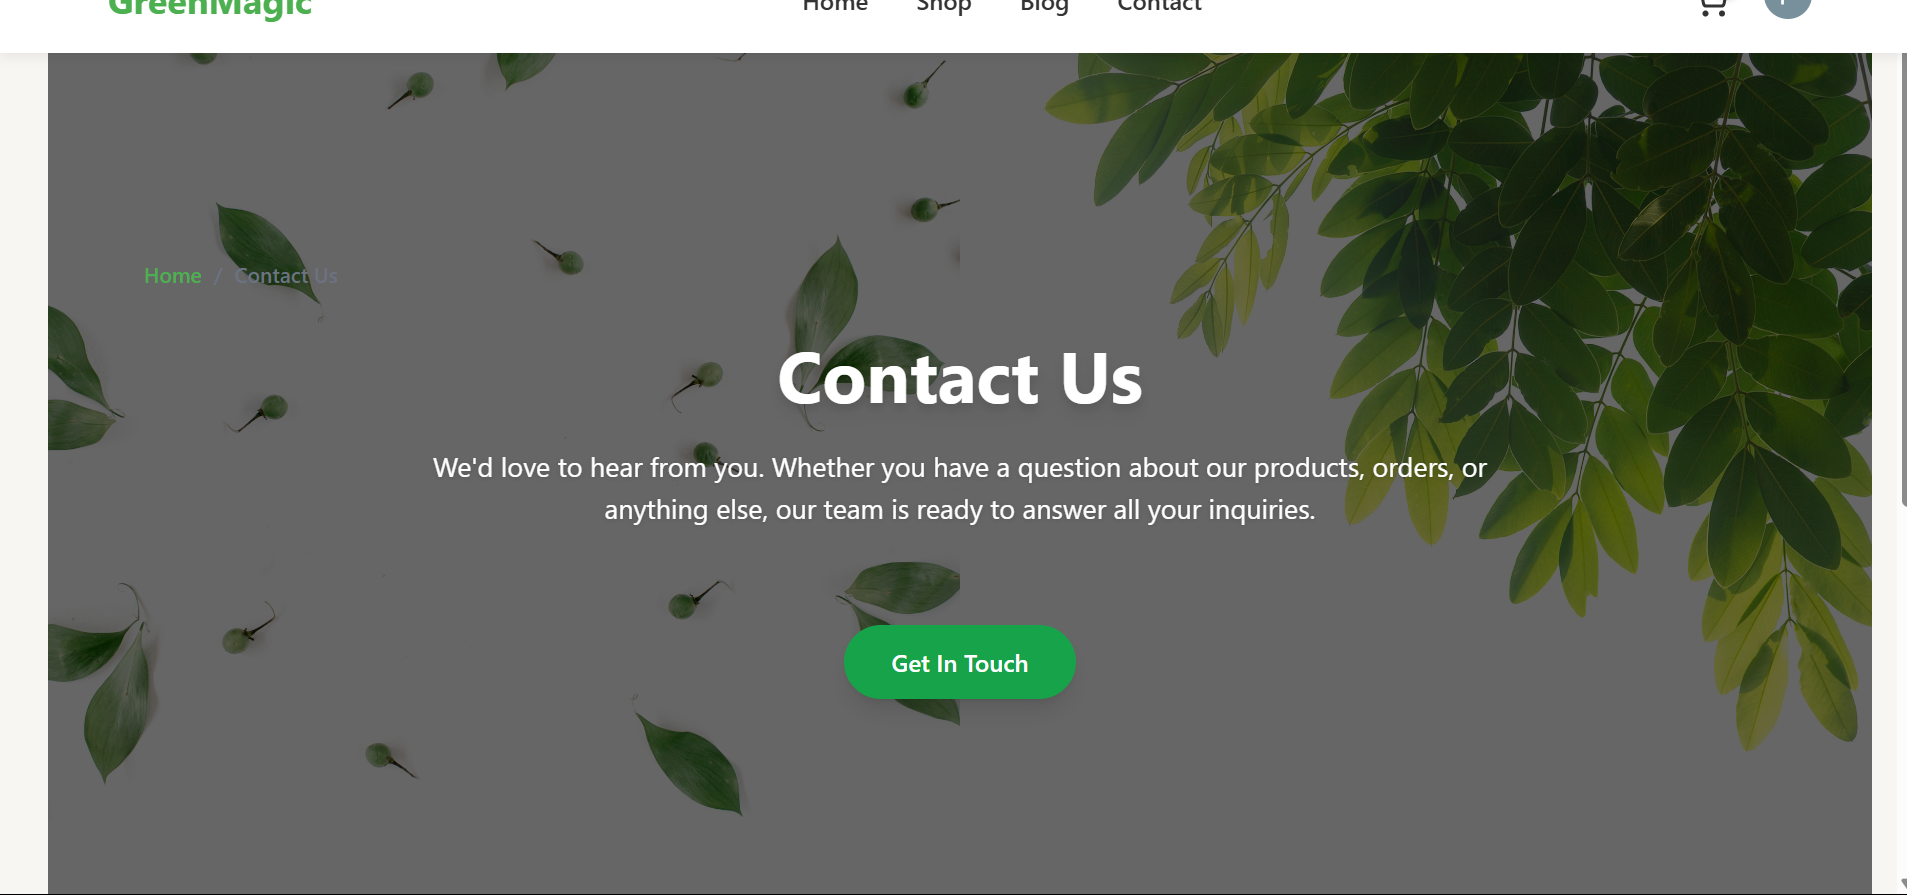 GreenMagic
Home Shop Blog Contact
Home / Contact Us
Contact Us
We'd love to hear from you. Whether you have a question about our products, orders, or
anything else, our team is ready to answer all your inquiries.
Get In Touch